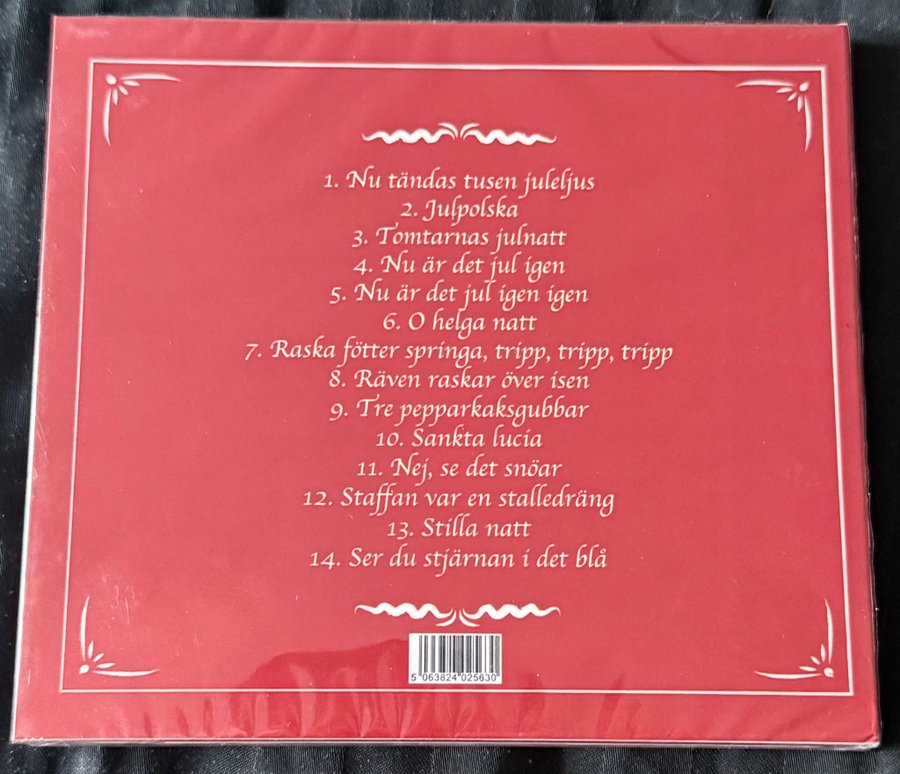 1. Nu tändas tusen juleljus
2. Julpolska
3. Tomtarnas julnatt
4. Nu är det jul igen
5. Nu är det jul igen igen
6. O helga natt
7. Raska fötter springa, tripp, tripp, tripp
8. Räven raskar över isen
9. Tre pepparkaksgubbar
10. Sankta lucia
11. Nej, se det snöar
12. Staffan var en stalledräng
13. Stilla natt
14. Ser du stjärnan i det blå
5 063824 025630